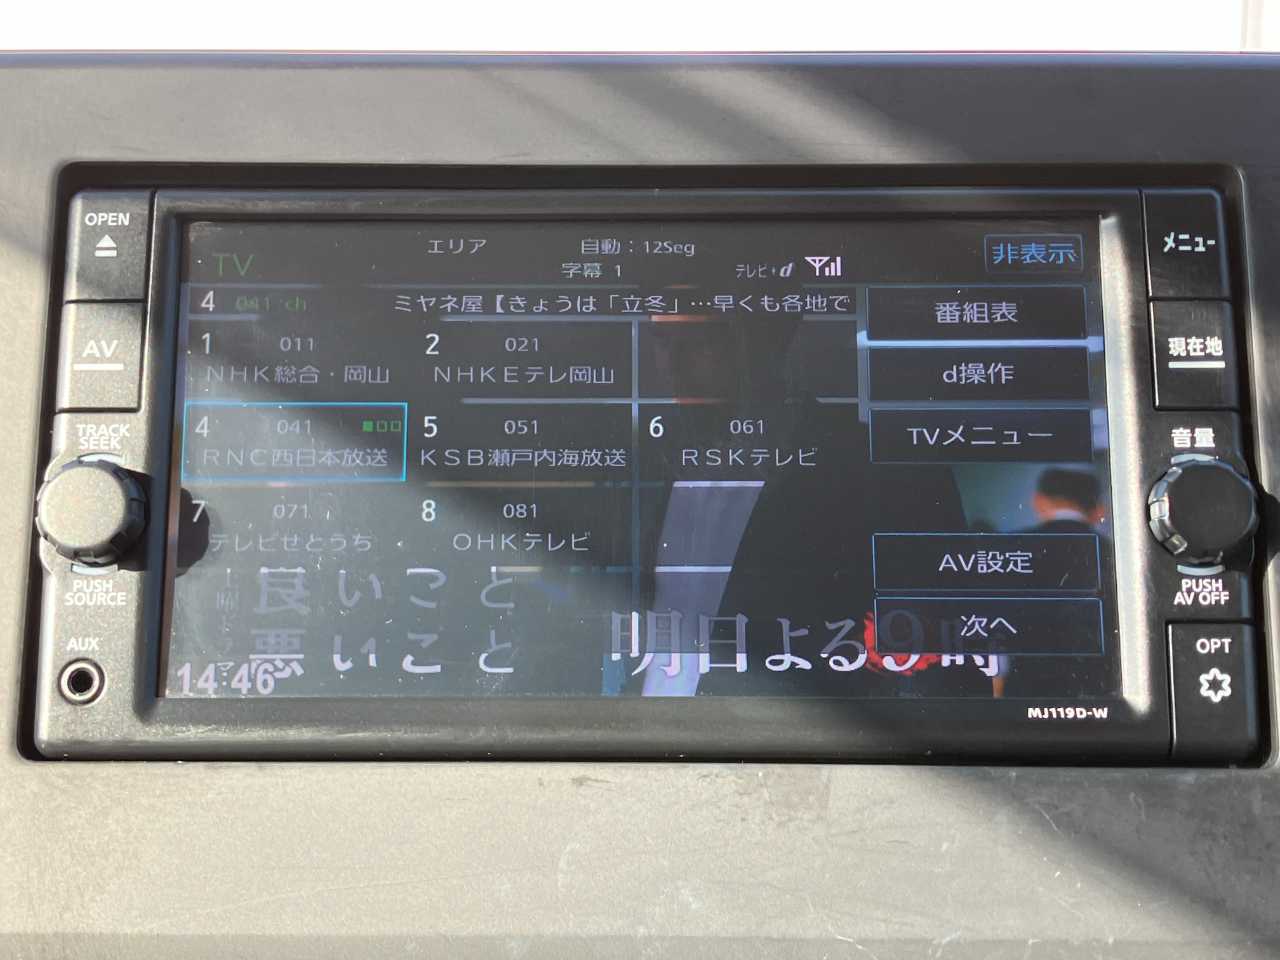 OPEN
AV
TRACK
SEEK
PUSH
SOURCE
AUX
TV
エリア
自動：12Seg
字幕 1
テレビ+d
非表示
4 041 ch ミヤネ屋【きょうは「立冬」…早くも各地で
1 011
NHK総合・岡山
2 021
NHKEテレ岡山
4 041
RNC西日本放送
5 051
KSB瀬戸内海放送
6 061
RSKテレビ
7 071
テレビせとうち
8 081
OHKテレビ
番組表
d操作
TVメニュー
AV設定
次へ
良いこと
悪いこと
明日よる9時
14:46
MJ119D-W
メニュー
現在地
音量
PUSH
AV OFF
OPT